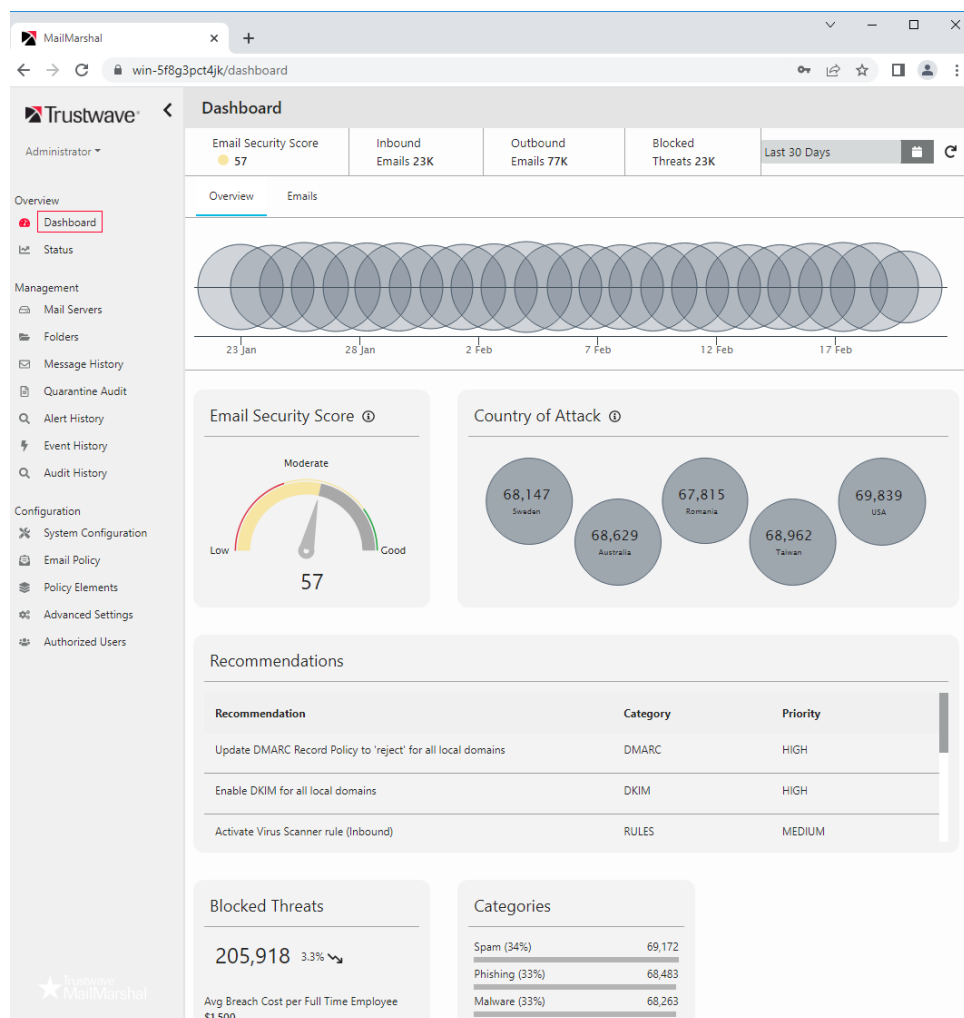 MailMarshal
win-5f8g3pct4jk/dashboard
Trustwave
Administrator
Overview
Dashboard
Status
Management
Mail Servers
Folders
Message History
Quarantine Audit
Alert History
Event History
Audit History
Configuration
System Configuration
Email Policy
Policy Elements
Advanced Settings
Authorized Users
Trustwave
MailMarshal
Dashboard
Email Security Score
57
Inbound
Emails 23K
Outbound
Emails 77K
Blocked
Threats 23K
Last 30 Days
Overview Emails
23 Jan 28 Jan 2 Feb 7 Feb 12 Feb 17 Feb
Email Security Score
Moderate
Low Good
57
Country of Attack
68,147
Sweden
68,629
Australia
67,815
Romania
68,962
Taiwan
69,839
USA
Recommendations
Recommendation Category Priority
Update DMARC Record Policy to 'reject' for all local domains DMARC HIGH
Enable DKIM for all local domains DKIM HIGH
Activate Virus Scanner rule (Inbound) RULES MEDIUM
Blocked Threats
205,918 3.3%
Avg Breach Cost per Full Time Employee
$1,500
Categories
Spam (34%) 69,172
Phishing (33%) 68,483
Malware (33%) 68,263